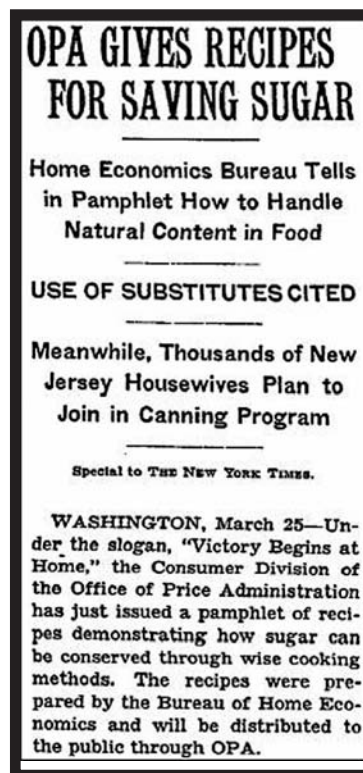 OPA GIVES RECIPES
FOR SAVING SUGAR
Home Economics Bureau Tells
in Pamphlet How to Handle
Natural Content in Food
USE OF SUBSTITUTES CITED
Meanwhile, Thousands of New
Jersey Housewives Plan to
Join in Canning Program
Special to THE NEW YORK TIMES.
WASHINGTON, March 25—Un-
der the slogan, “Victory Begins at
Home,” the Consumer Division of
the Office of Price Administration
has just issued a pamphlet of reci-
pes demonstrating how sugar can
be conserved through wise cooking
methods. The recipes were pre-
pared by the Bureau of Home Eco-
nomics and will be distributed to
the public through OPA.